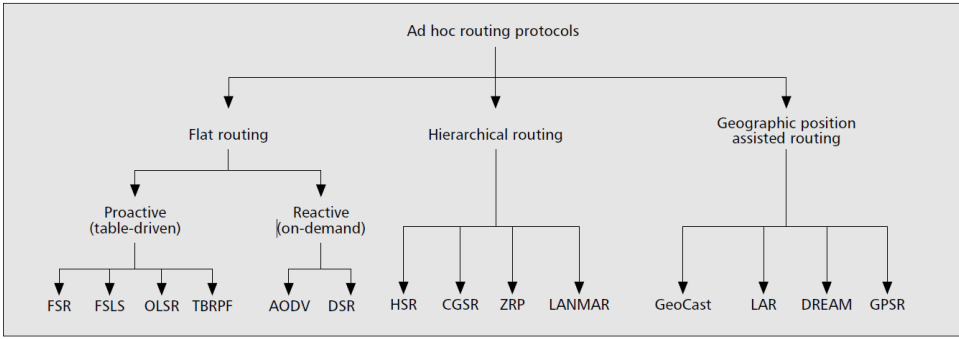 Ad hoc routing protocols
Flat routing
Hierarchical routing
Geographic position
assisted routing
Proactive
(table-driven)
Reactive
(on-demand)
FSR FSLS OLSR TBRPF AODV DSR HSR CGSR ZRP LANMAR GeoCast LAR DREAM GPSR